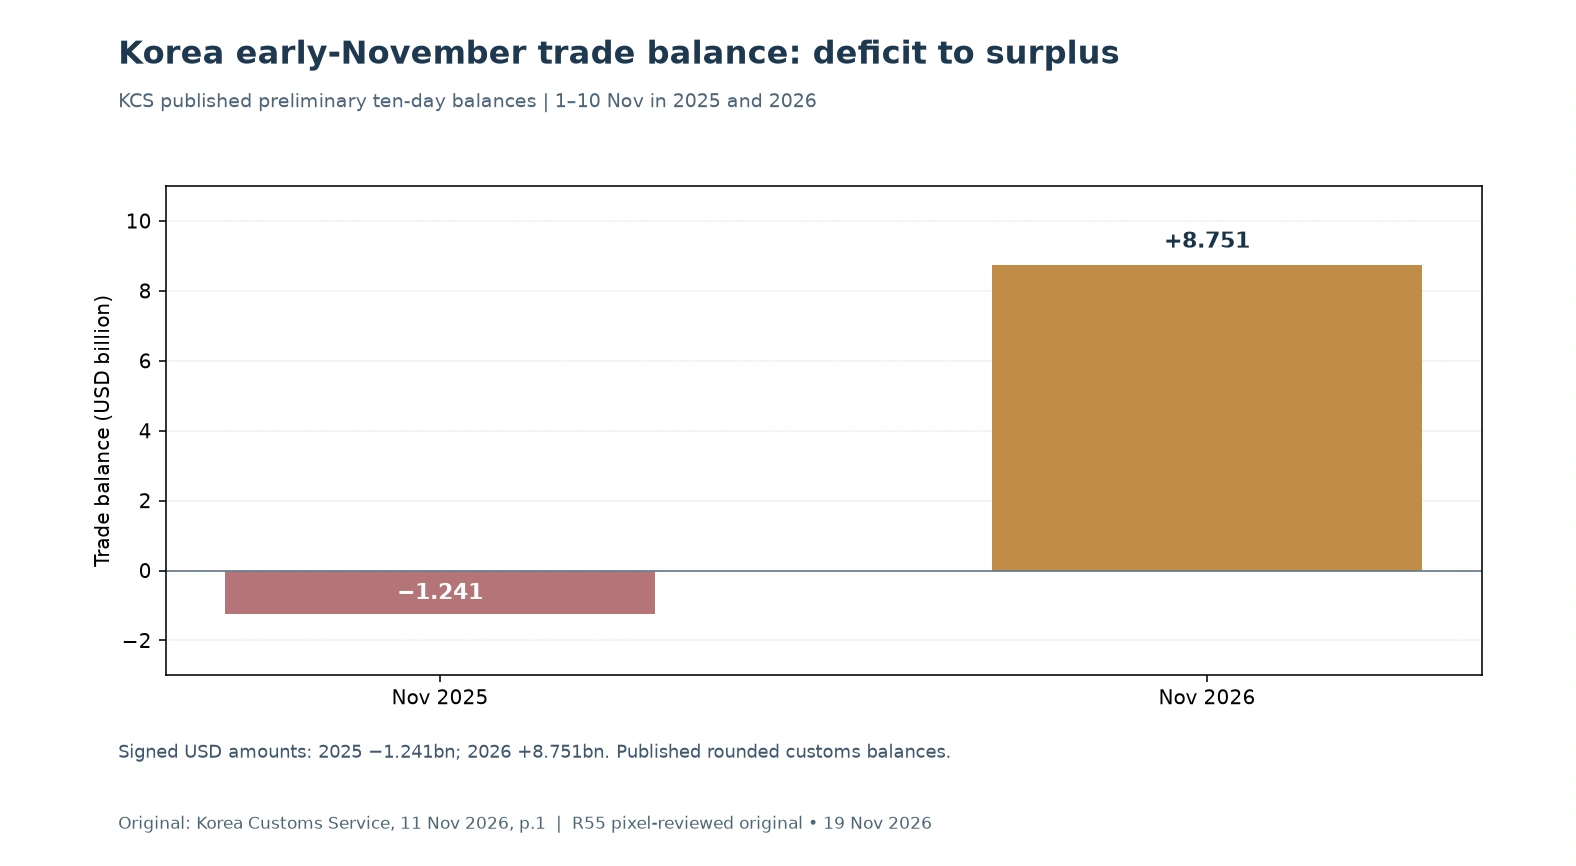 Korea early-November trade balance: deficit to surplus
KCS published preliminary ten-day balances | 1–10 Nov in 2025 and 2026
Trade balance (USD billion)
10
8
6
4
2
0
−2
+8.751
−1.241
Nov 2025
Nov 2026
Signed USD amounts: 2025 −1.241bn; 2026 +8.751bn. Published rounded customs balances.
Original: Korea Customs Service, 11 Nov 2026, p.1 | R55 pixel-reviewed original • 19 Nov 2026